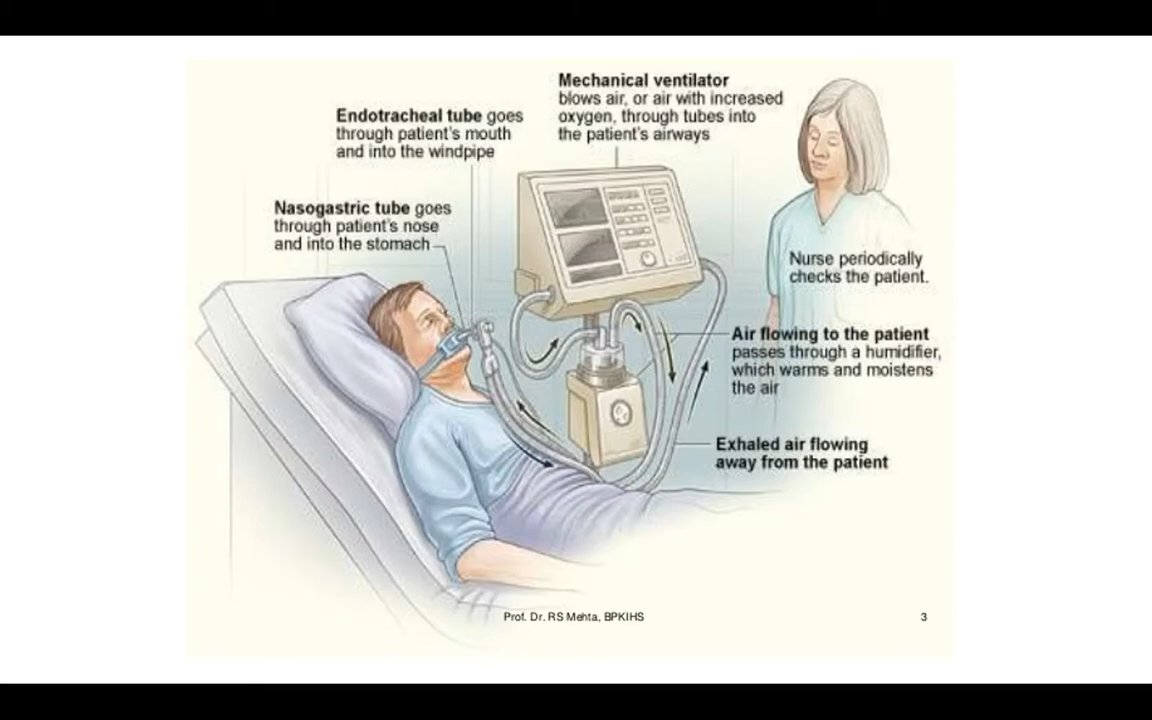 Mechanical ventilator
blows air, or air with increased
oxygen, through tubes into
the patient's airways
Endotracheal tube goes
through patient's mouth
and into the windpipe
Nasogastric tube goes
through patient's nose
and into the stomach
Nurse periodically
checks the patient.
Air flowing to the patient
passes through a humidifier,
which warms and moistens
the air
Exhaled air flowing
away from the patient
Prof. Dr. RS Mehta, BPKIHS
3